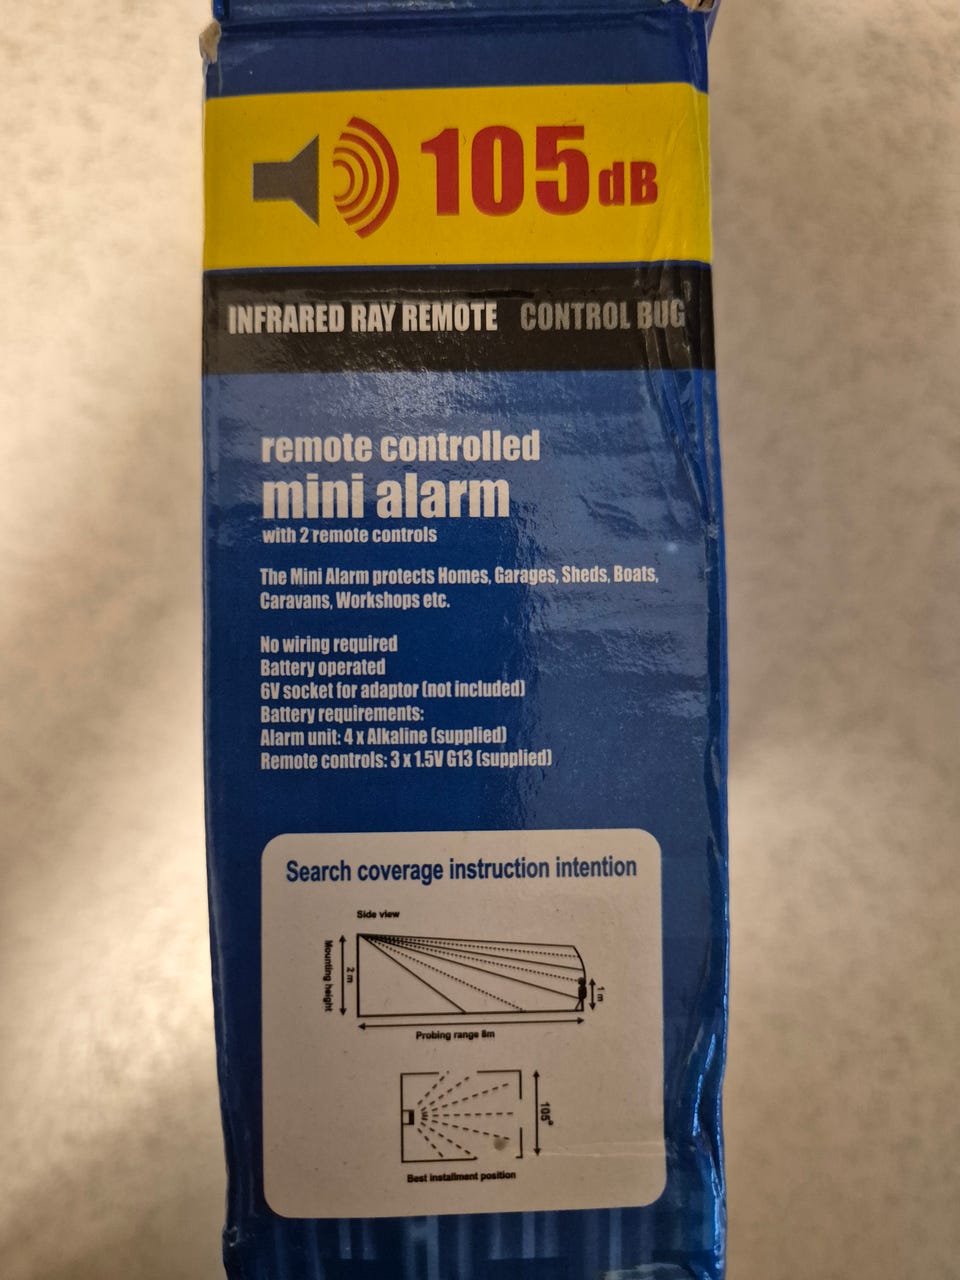 105dB
INFRARED RAY REMOTE CONTROL BUG
remote controlled
mini alarm
with 2 remote controls
The Mini Alarm protects Homes, Garages, Sheds, Boats,
Caravans, Workshops etc.
No wiring required
Battery operated
6V socket for adaptor (not included)
Battery requirements:
Alarm unit: 4 x Alkaline (supplied)
Remote controls: 3 x 1.5V G13 (supplied)
Search coverage instruction intention
Side view
Mounting height
2 m
1 m
Probing range 8m
105°
Best installment position